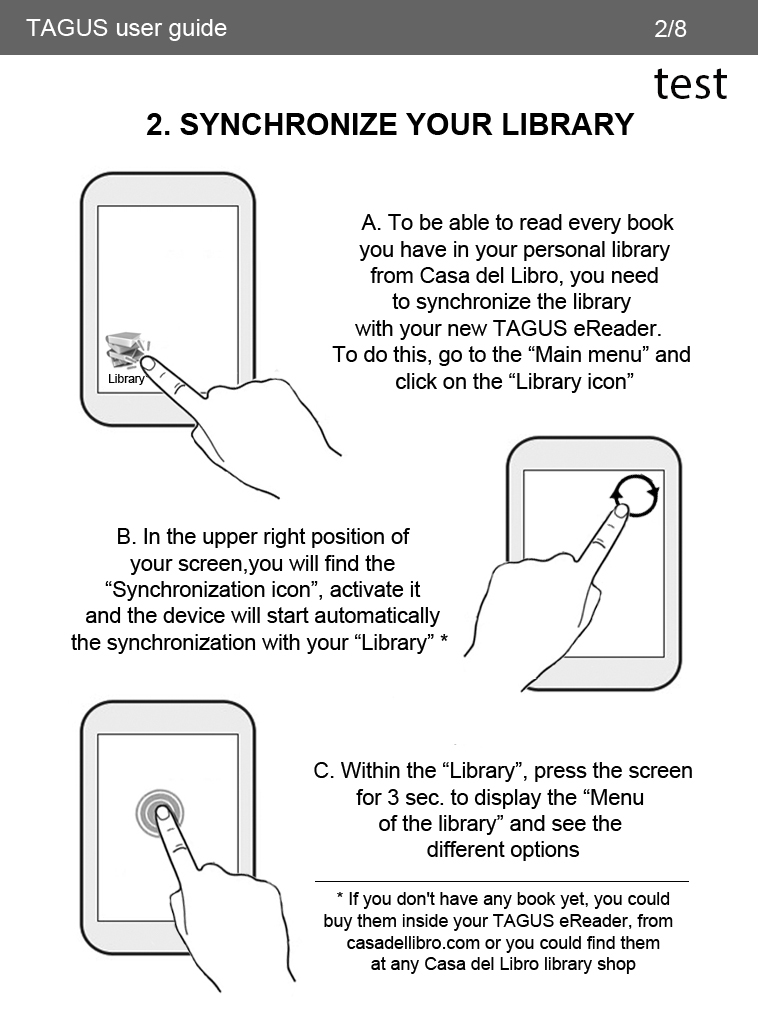 TAGUS user guide 2/8
test
2. SYNCHRONIZE YOUR LIBRARY
A. To be able to read every book
you have in your personal library
from Casa del Libro, you need
to synchronize the library
with your new TAGUS eReader.
To do this, go to the “Main menu” and
click on the “Library icon”
Library
B. In the upper right position of
your screen,you will find the
“Synchronization icon”, activate it
and the device will start automatically
the synchronization with your “Library” *
C. Within the “Library”, press the screen
for 3 sec. to display the “Menu
of the library” and see the
different options
* If you don't have any book yet, you could
buy them inside your TAGUS eReader, from
casadellibro.com or you could find them
at any Casa del Libro library shop